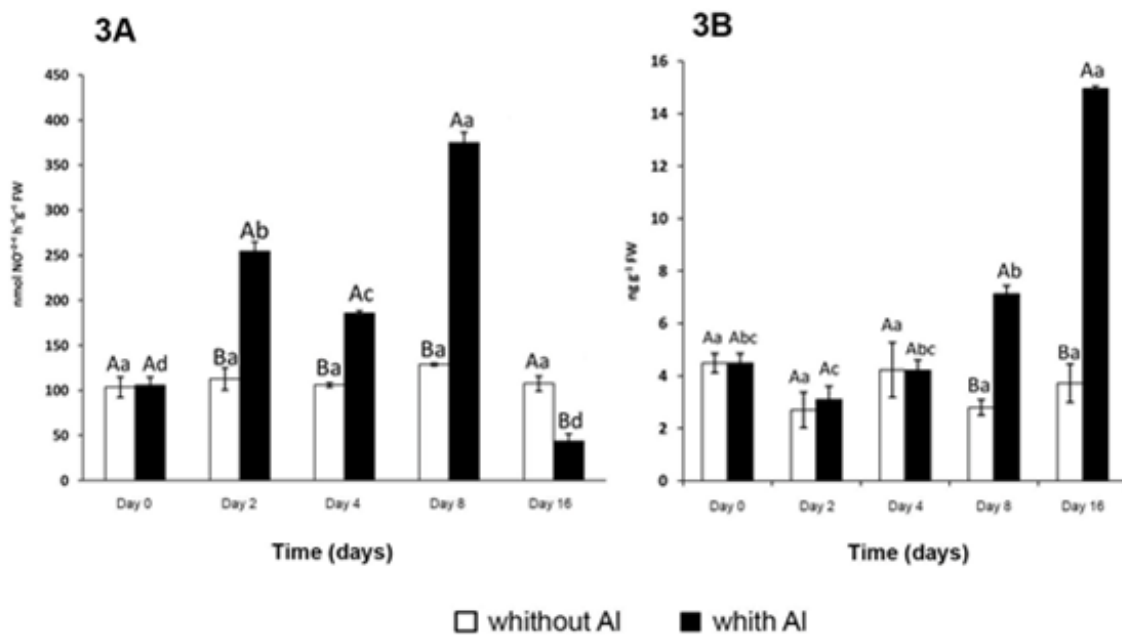 3A
450
400
350
300
250
200
150
100
50
0
Aa Ad
Ba Ab
Ba Ac
Ba Aa
Aa Bd
Day 0 Day 2 Day 4 Day 8 Day 16
Time (days)
3B
16
14
12
10
8
6
4
2
0
ng g⁻¹ FW
Aa Abc
Aa Ac
Aa Abc
Ba Ab
Ba Aa
Day 0 Day 2 Day 4 Day 8 Day 16
Time (days)
whithout Al whith Al